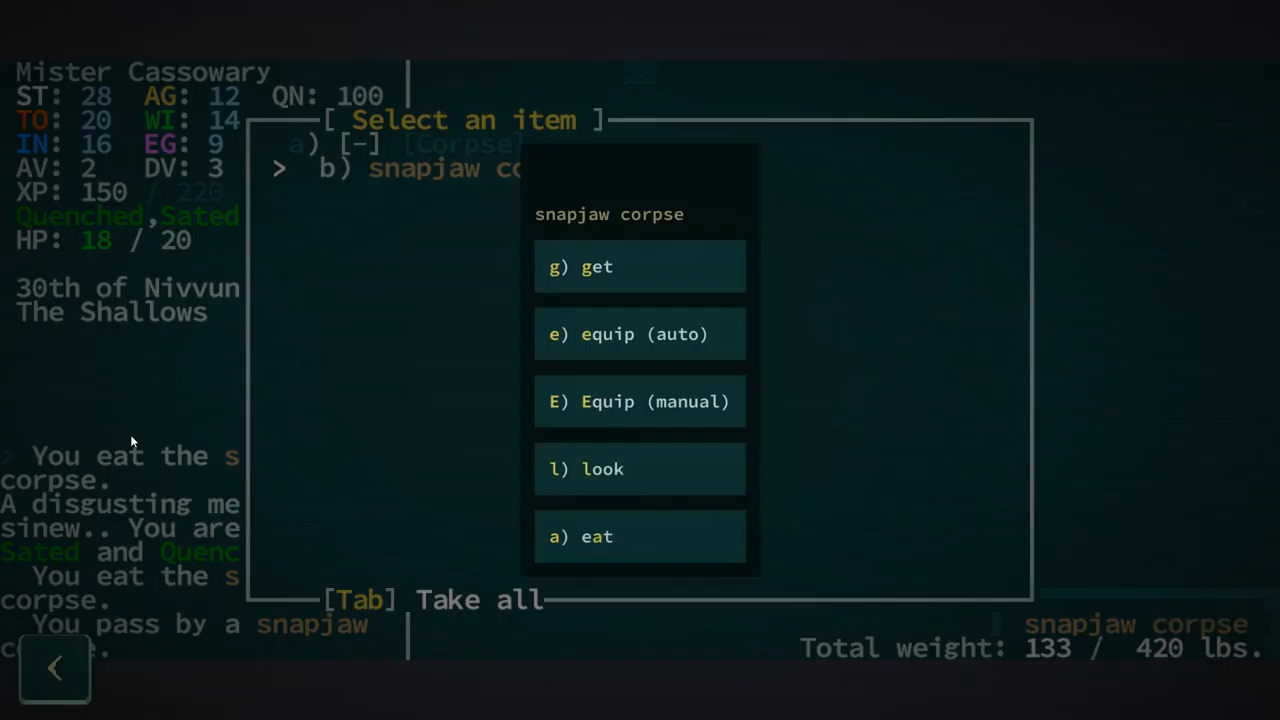 Mister Cassowary
ST: 28 AG: 12 QN: 100
TO: 20 WI: 14
IN: 16 EG: 9
AV: 2 DV: 3
XP: 150 / 220
Quenched,Sated
HP: 18 / 20
30th of Nivvun
The Shallows
> You eat the s
corpse.
A disgusting me
sinew.. You are
Sated and Quenc
You eat the s
corpse.
You pass by a snapjaw
[ Select an item ]
a) [-] [Corpse]
> b) snapjaw co
snapjaw corpse
g) get
e) equip (auto)
E) Equip (manual)
l) look
a) eat
[Tab] Take all
snapjaw corpse
Total weight: 133 / 420 lbs.